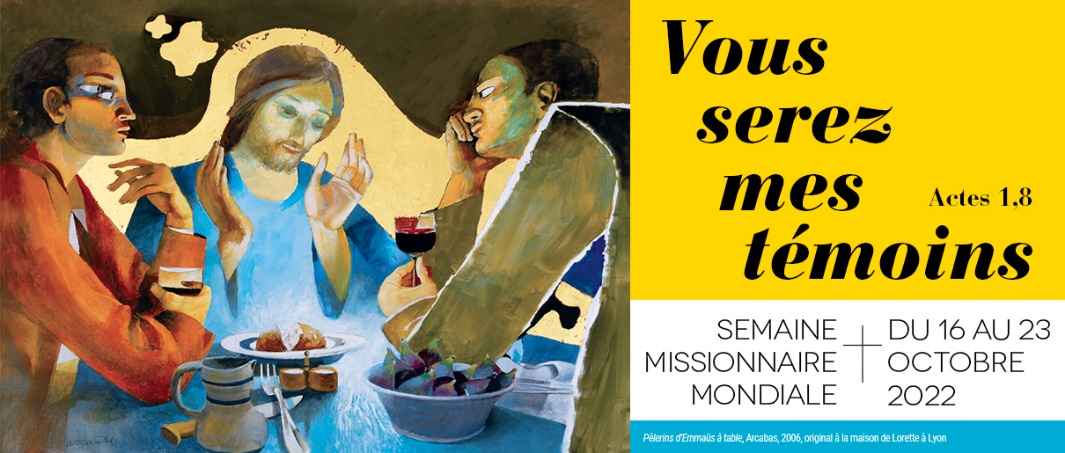 Vous
serez
mes
Actes 1,8
témoins
SEMAINE
MISSIONNAIRE
MONDIALE
DU 16 AU 23
OCTOBRE
2022
Pèlerins d'Emmaüs à table, Arcabas, 2006, original à la maison de Lorette à Lyon